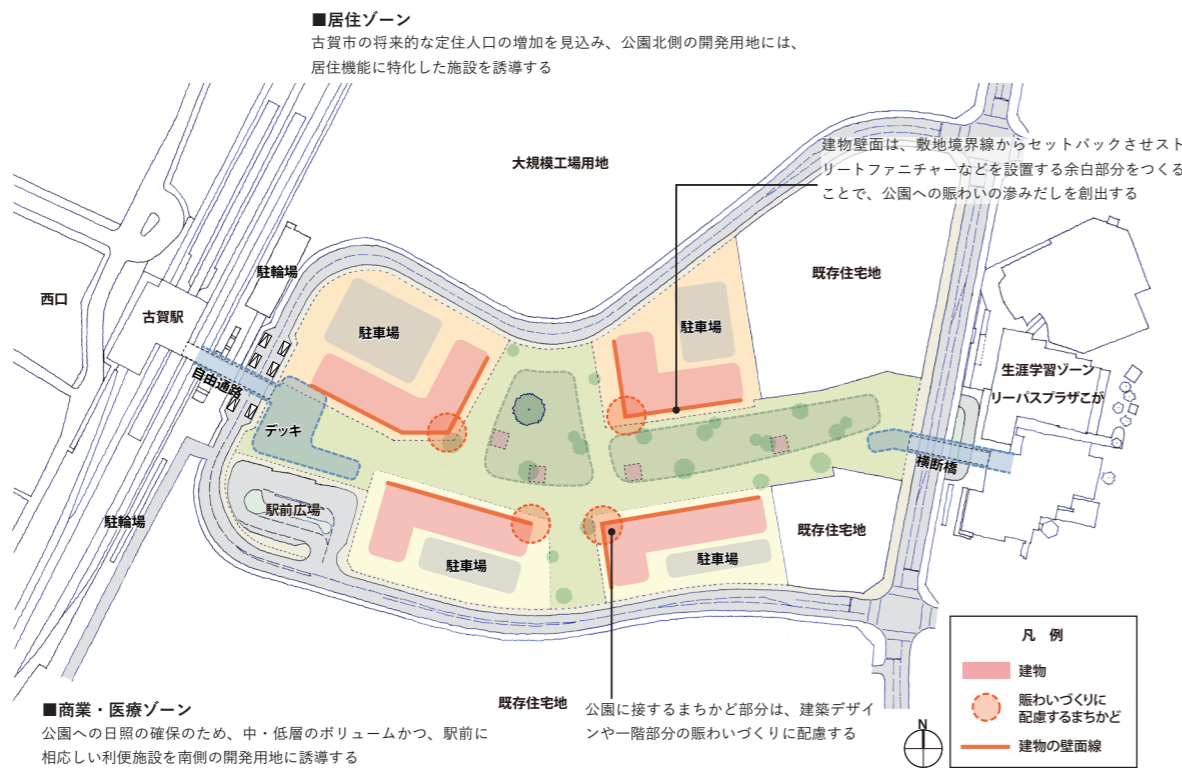 ■居住ゾーン
古賀市の将来的な定住人口の増加を見込み、公園北側の開発用地には、
居住機能に特化した施設を誘導する
建物壁面は、敷地境界線からセットバックさせスト
リートファニチャーなどを設置する余白部分をつくる
ことで、公園への賑わいの滲みだしを創出する
大規模工場用地
駐輪場
既存住宅地
西口
古賀駅
駐車場
駐車場
自由通路
生涯学習ゾーン
リーパスプラザこが
デッキ
横断橋
駅前広場
駐輪場
既存住宅地
駐車場
駐車場
凡 例
建物
賑わいづくりに
配慮するまちかど
建物の壁面線
N
既存住宅地
公園に接するまちかど部分は、建築デザイ
ンや一階部分の賑わいづくりに配慮する
■商業・医療ゾーン
公園への日照の確保のため、中・低層のボリュームかつ、駅前に
相応しい利便施設を南側の開発用地に誘導する